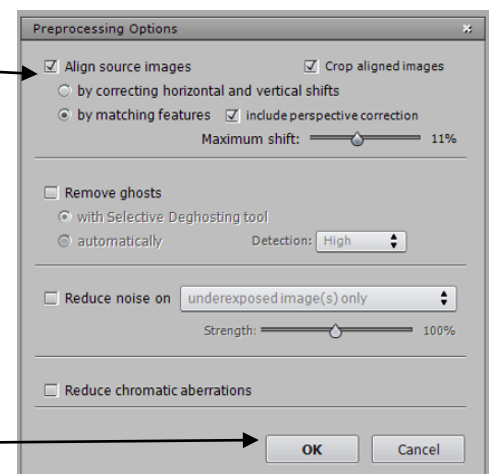 Preprocessing Options
Align source images Crop aligned images
by correcting horizontal and vertical shifts
by matching features include perspective correction
Maximum shift: 11%
Remove ghosts
with Selective Deghosting tool
automatically Detection: High
Reduce noise on underexposed image(s) only
Strength: 100%
Reduce chromatic aberrations
OK Cancel